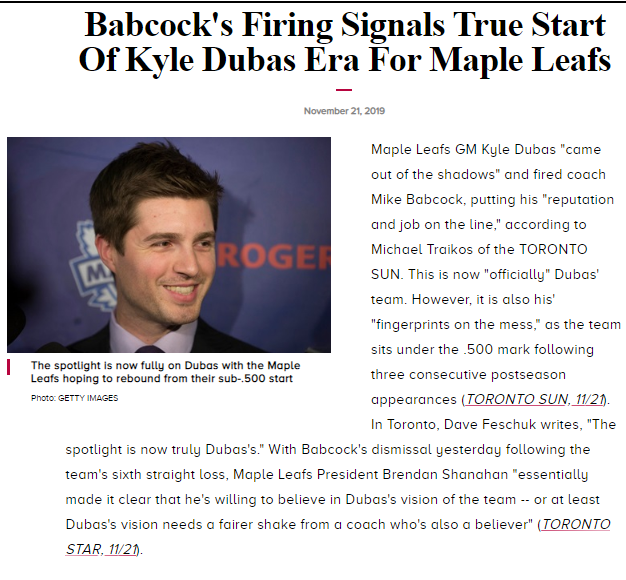 Babcock's Firing Signals True Start
Of Kyle Dubas Era For Maple Leafs
November 21, 2019
M
ROGER
Maple Leafs GM Kyle Dubas "came
out of the shadows" and fired coach
Mike Babcock, putting his "reputation
and job on the line," according to
Michael Traikos of the TORONTO
SUN. This is now "officially" Dubas'
team. However, it is also his'
"fingerprints on the mess," as the team
sits under the .500 mark following
three consecutive postseason
appearances (TORONTO SUN, 11/21).
In Toronto, Dave Feschuk writes, "The
spotlight is now truly Dubas's." With Babcock's dismissal yesterday following the
team's sixth straight loss, Maple Leafs President Brendan Shanahan "essentially
made it clear that he's willing to believe in Dubas's vision of the team -- or at least
Dubas's vision needs a fairer shake from a coach who's also a believer" (TORONTO
STAR, 11/21).
The spotlight is now fully on Dubas with the Maple
Leafs hoping to rebound from their sub-.500 start
Photo: GETTY IMAGES